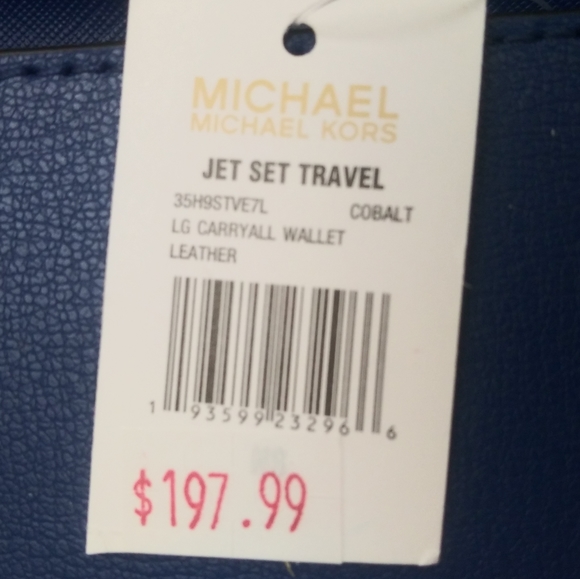 MICHAEL
MICHAEL KORS
JET SET TRAVEL
35H9STVE7L COBALT
LG CARRYALL WALLET
LEATHER
1 93599 23296 6
$197.99